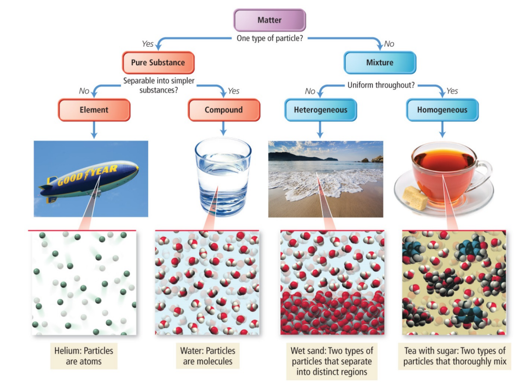 Matter
Yes
One type of particle?
No
Pure Substance
Mixture
No
Separable into simpler
substances?
Yes
No
Uniform throughout?
Yes
Element
Compound
Heterogeneous
Homogeneous
GOODYEAR
Helium: Particles
are atoms
Water: Particles
are molecules
Wet sand: Two types of
particles that separate
into distinct regions
Tea with sugar: Two types of
particles that thoroughly mix